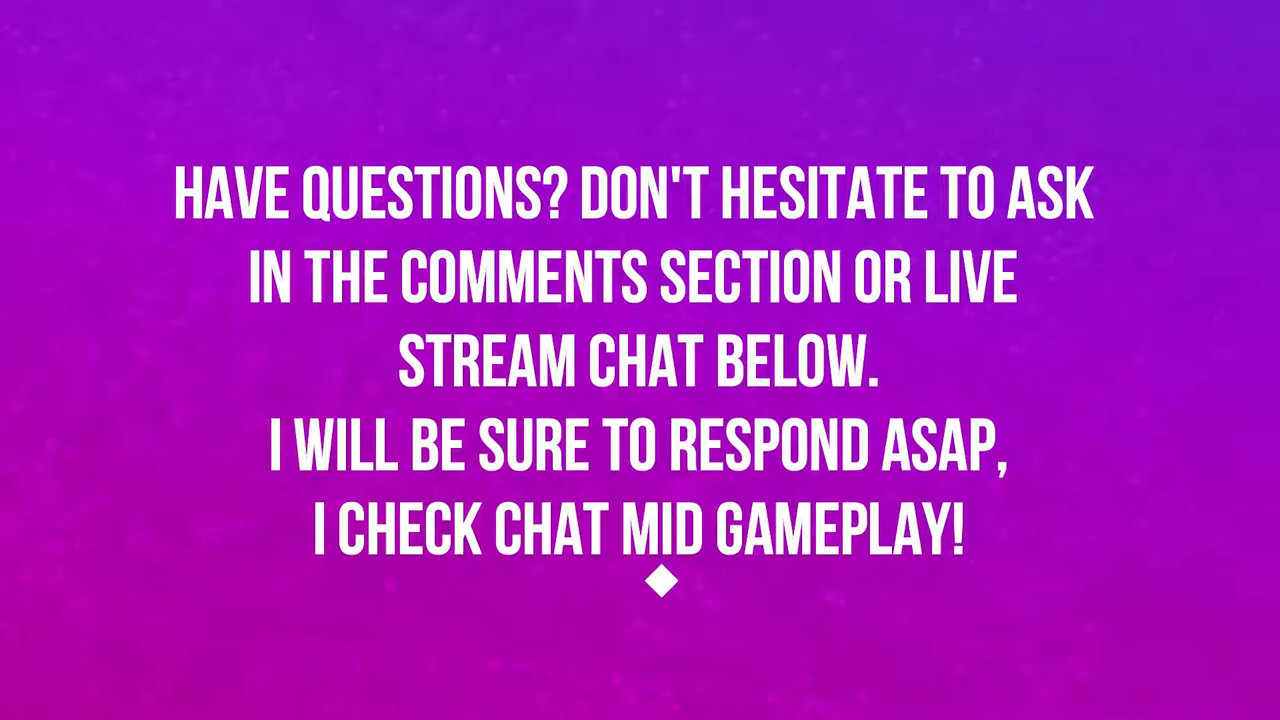 HAVE QUESTIONS? DON'T HESITATE TO ASK
IN THE COMMENTS SECTION OR LIVE
STREAM CHAT BELOW.
I WILL BE SURE TO RESPOND ASAP,
I CHECK CHAT MID GAMEPLAY!